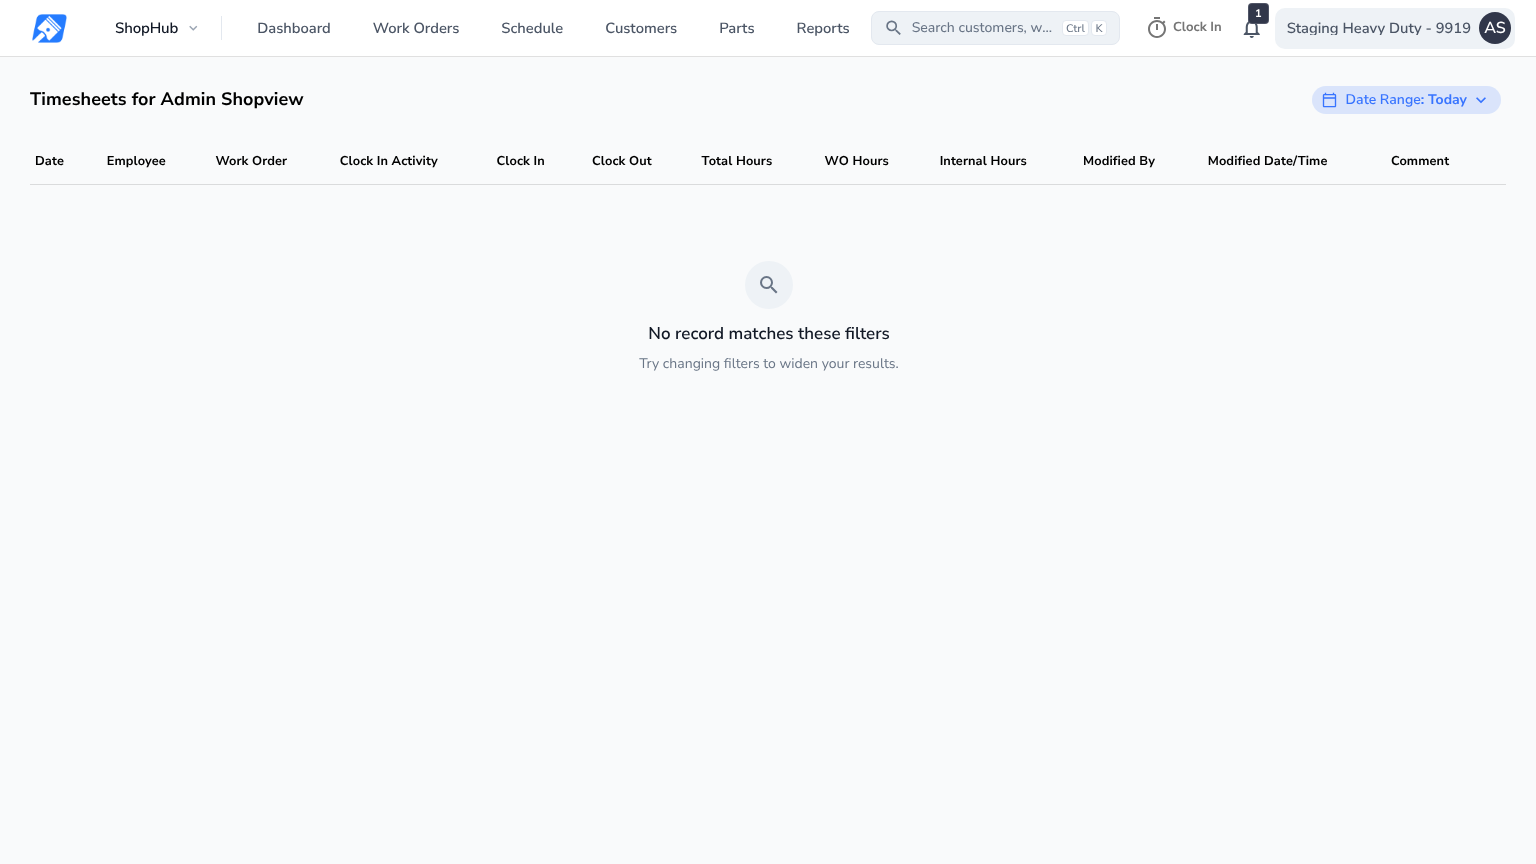 ShopHub Dashboard Work Orders Schedule Customers Parts Reports Search customers, w... Ctrl K Clock In 1 Staging Heavy Duty - 9919 AS
Timesheets for Admin Shopview Date Range: Today
Date Employee Work Order Clock In Activity Clock In Clock Out Total Hours WO Hours Internal Hours Modified By Modified Date/Time Comment
No record matches these filters
Try changing filters to widen your results.